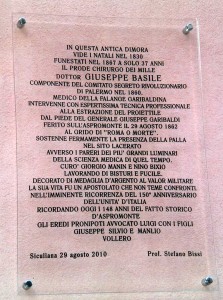 IN QUESTA ANTICA DIMORA
VIDE I NATALI NEL 1830
FUNESTATI NEL 1867 A SOLO 37 ANNI
IL PRODE CHIRURGO DEI MILLE
DOTTOR GIUSEPPE BASILE
COMPONENTE DEL COMITATO SEGRETO RIVOLUZIONARIO
DI PALERMO NEL 1860.
MEDICO DELLA FALANGE GARIBALDINA
INTERVENNE CON ESPERTISSIMA TECNICA PROFESSIONALE
ALLA ESTRAZIONE DEL PROIETTILE
DAL PIEDE DEL GENERALE GIUSEPPE GARIBALDI
FERITO SULL'ASPROMONTE IL 29 AGOSTO 1862
AL GRIDO DI "ROMA O MORTE".
SOSTENNE FERMAMENTE LA PRESENZA DELLA PALLA
NEL SITO LACERATO
AVVERSO I PARERI DEI PIU' GRANDI LUMINARI
DELLA SCIENZA MEDICA DI QUEL TEMPO.
CURO' GIORGIO MANIN E NINO BIXIO
LAVORANDO DI BISTURI E FUCILE.
DECORATO DI MEDAGLIA D'ARGENTO AL VALOR MILITARE
LA SUA VITA FU UN APOSTOLATO CHE NON TEME CONFRONTI.
NELL'IMMINENTE RICORRENZA DEL 150° ANNIVERSARIO
DELL'UNITA' D'ITALIA
RICORDANDO OGGI I 148 ANNI DEL FATTO STORICO
D'ASPROMONTE
GLI EREDI PRONIPOTI AVVOCATO LUIGI CON I FIGLI
GIUSEPPE SILVIO E MANLIO
VOLLERO
Siculiana 29 agosto 2010 Prof. Stefano Bissi